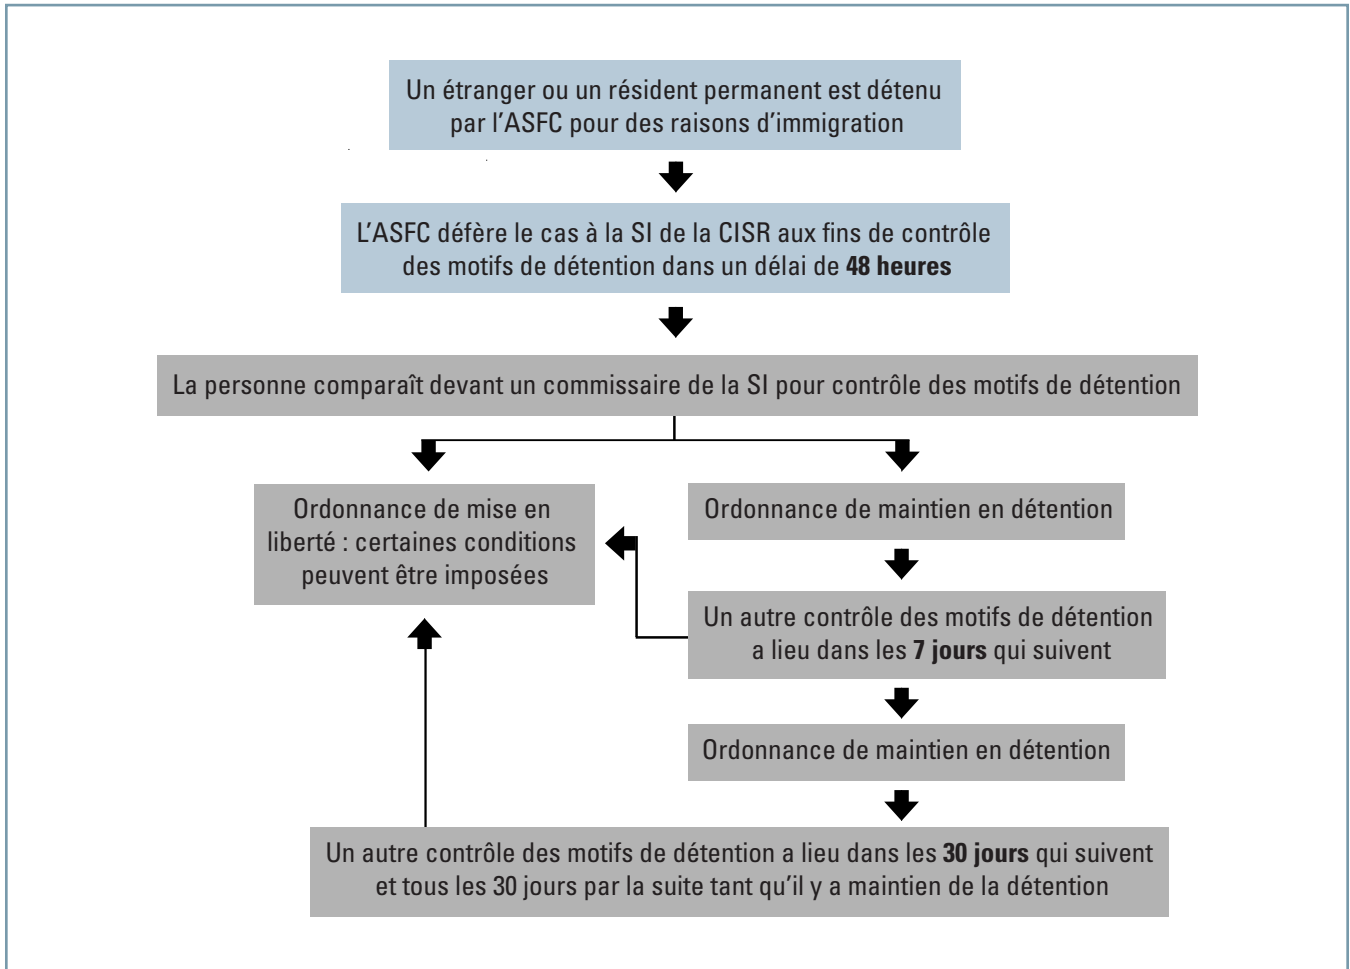 Un étranger ou un résident permanent est détenu
par l'ASFC pour des raisons d'immigration
L'ASFC défère le cas à la SI de la CISR aux fins de contrôle
des motifs de détention dans un délai de 48 heures
La personne comparaît devant un commissaire de la SI pour contrôle des motifs de détention
Ordonnance de mise en
liberté : certaines conditions
peuvent être imposées
Ordonnance de maintien en détention
Un autre contrôle des motifs de détention
a lieu dans les 7 jours qui suivent
Ordonnance de maintien en détention
Un autre contrôle des motifs de détention a lieu dans les 30 jours qui suivent
et tous les 30 jours par la suite tant qu'il y a maintien de la détention